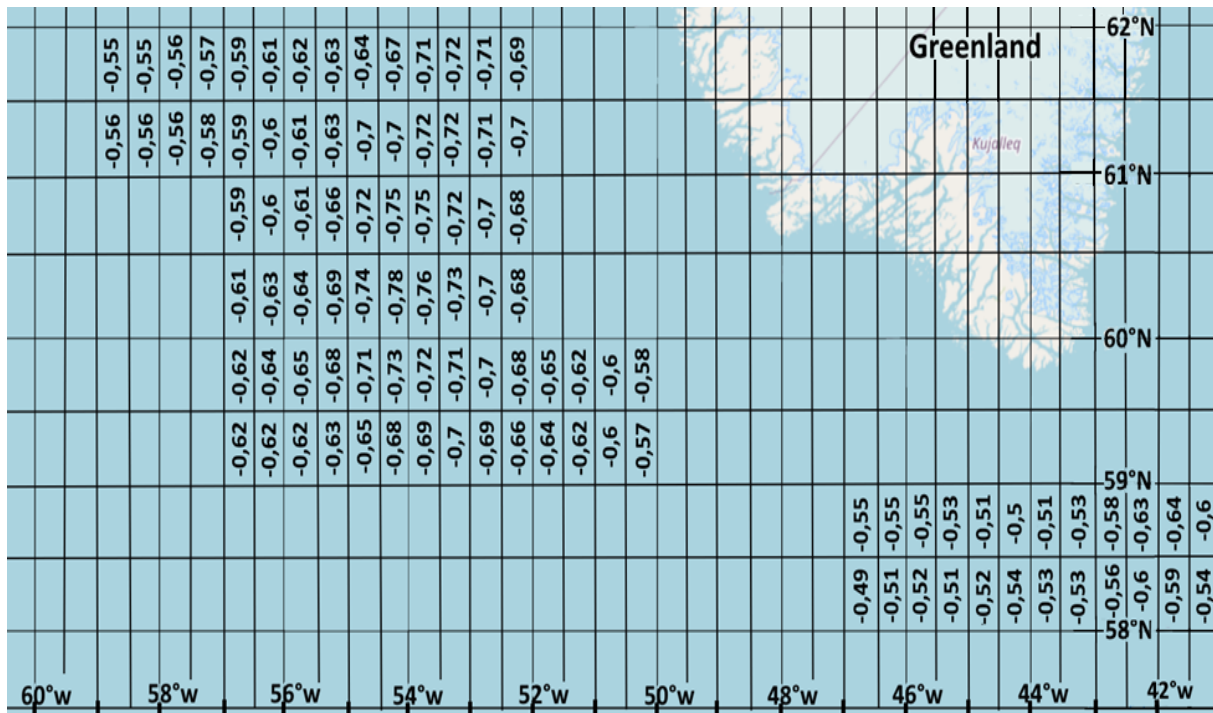 62°N
Greenland
-0,55 -0,55 -0,56 -0,57 -0,59 -0,61 -0,62 -0,63 -0,64 -0,67 -0,71 -0,72 -0,71 -0,69
-0,56 -0,56 -0,56 -0,58 -0,59 -0,6 -0,61 -0,63 -0,7 -0,7 -0,72 -0,72 -0,71 -0,7
Kujalleq
61°N
-0,59 -0,6 -0,61 -0,66 -0,72 -0,75 -0,75 -0,72 -0,7 -0,68
-0,61 -0,63 -0,64 -0,69 -0,74 -0,78 -0,76 -0,73 -0,7 -0,68
60°N
-0,62 -0,64 -0,65 -0,68 -0,71 -0,73 -0,72 -0,71 -0,7 -0,68 -0,65 -0,62 -0,6 -0,58
-0,62 -0,62 -0,62 -0,63 -0,65 -0,68 -0,69 -0,7 -0,69 -0,66 -0,64 -0,62 -0,6 -0,57
59°N
-0,55 -0,55 -0,55 -0,53 -0,51 -0,5 -0,51 -0,53 -0,58 -0,63 -0,64 -0,6
-0,49 -0,51 -0,52 -0,51 -0,52 -0,54 -0,53 -0,53 -0,56 -0,6 -0,59 -0,54
58°N
60°w 58°w 56°w 54°w 52°w 50°w 48°w 46°w 44°w 42°w